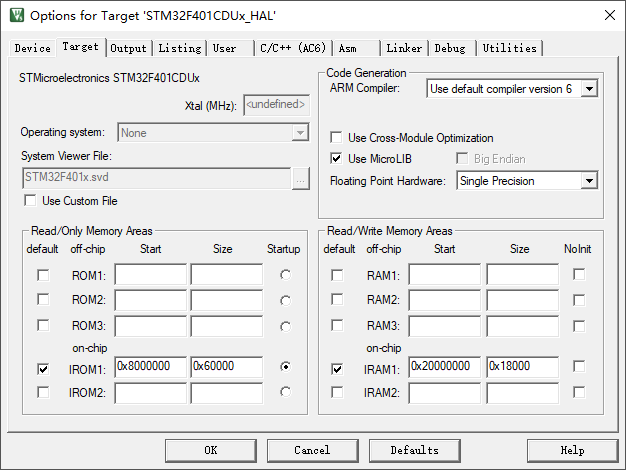 Options for Target 'STM32F401CDUx_HAL'
Device Target Output Listing User C/C++ (AC6) Asm Linker Debug Utilities
STMicroelectronics STM32F401CDUx
Xtal (MHz): <undefined>
Operating system: None
System Viewer File:
STM32F401x.svd ...
Use Custom File
Code Generation
ARM Compiler: Use default compiler version 6
Use Cross-Module Optimization
Use MicroLIB Big Endian
Floating Point Hardware: Single Precision
Read/Only Memory Areas
default off-chip Start Size Startup
ROM1:
ROM2:
ROM3:
on-chip
IROM1: 0x8000000 0x60000
IROM2:
Read/Write Memory Areas
default off-chip Start Size NoInit
RAM1:
RAM2:
RAM3:
on-chip
IRAM1: 0x20000000 0x18000
IRAM2:
OK Cancel Defaults Help